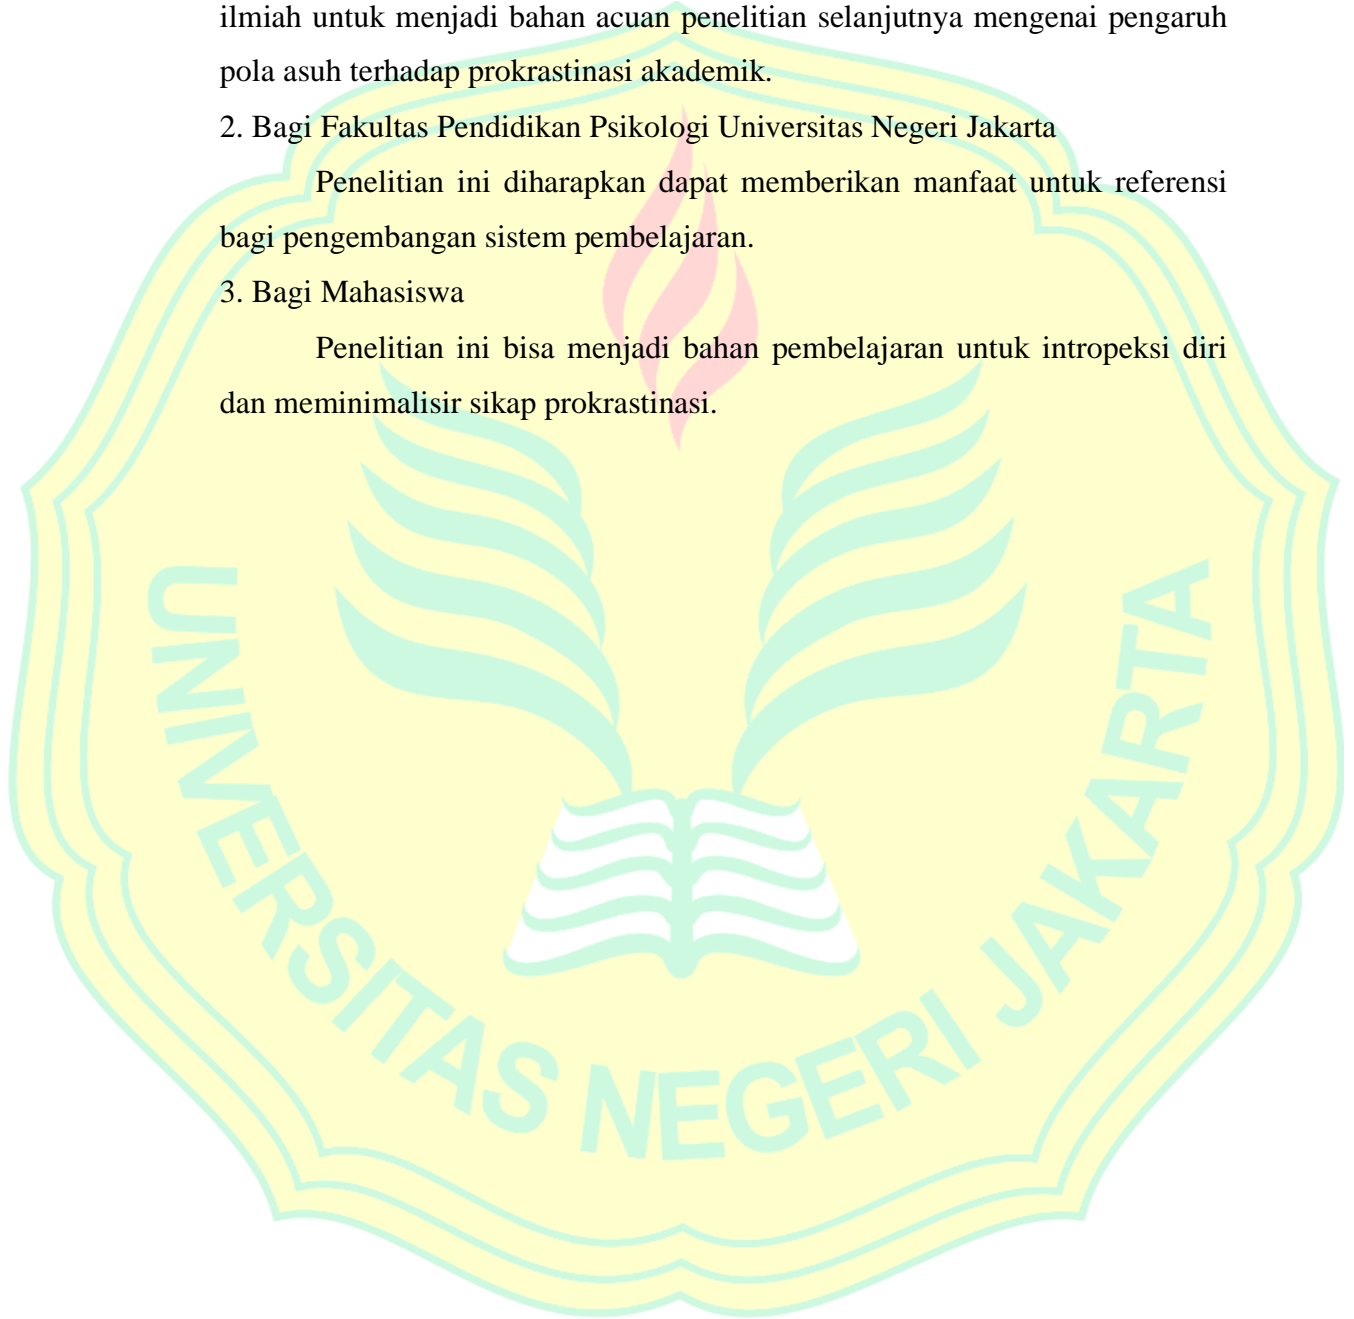 ilmiah untuk menjadi bahan acuan penelitian selanjutnya mengenai pengaruh
pola asuh terhadap prokrastinasi akademik.
2. Bagi Fakultas Pendidikan Psikologi Universitas Negeri Jakarta
Penelitian ini diharapkan dapat memberikan manfaat untuk referensi
bagi pengembangan sistem pembelajaran.
3. Bagi Mahasiswa
Penelitian ini bisa menjadi bahan pembelajaran untuk intropeksi diri
dan meminimalisir sikap prokrastinasi.
UNIVERSITAS NEGERI JAKARTA